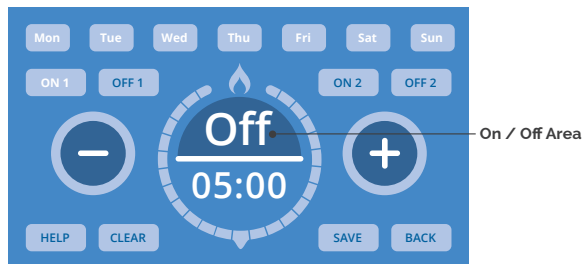 Mon Tue Wed Thu Fri Sat Sun
ON 1 OFF 1 ON 2 OFF 2
Off
On / Off Area
05:00
HELP CLEAR SAVE BACK